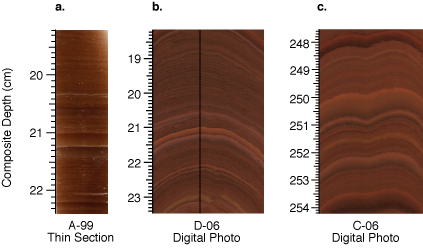 a.
b.
c.
Composite Depth (cm)
20
21
22
19
20
21
22
23
248
249
250
251
252
253
254
A-99
Thin Section
D-06
Digital Photo
C-06
Digital Photo